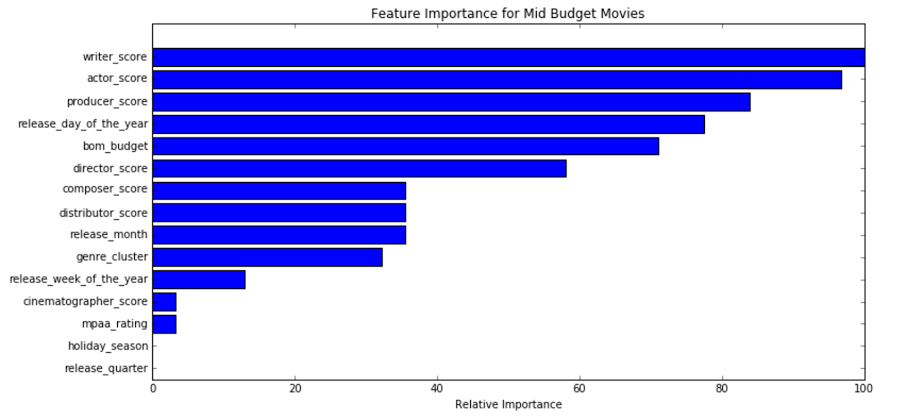 Feature Importance for Mid Budget Movies
writer_score
actor_score
producer_score
release_day_of_the_year
bom_budget
director_score
composer_score
distributor_score
release_month
genre_cluster
release_week_of_the_year
cinematographer_score
mpaa_rating
holiday_season
release_quarter
0 20 40 60 80 100
Relative Importance